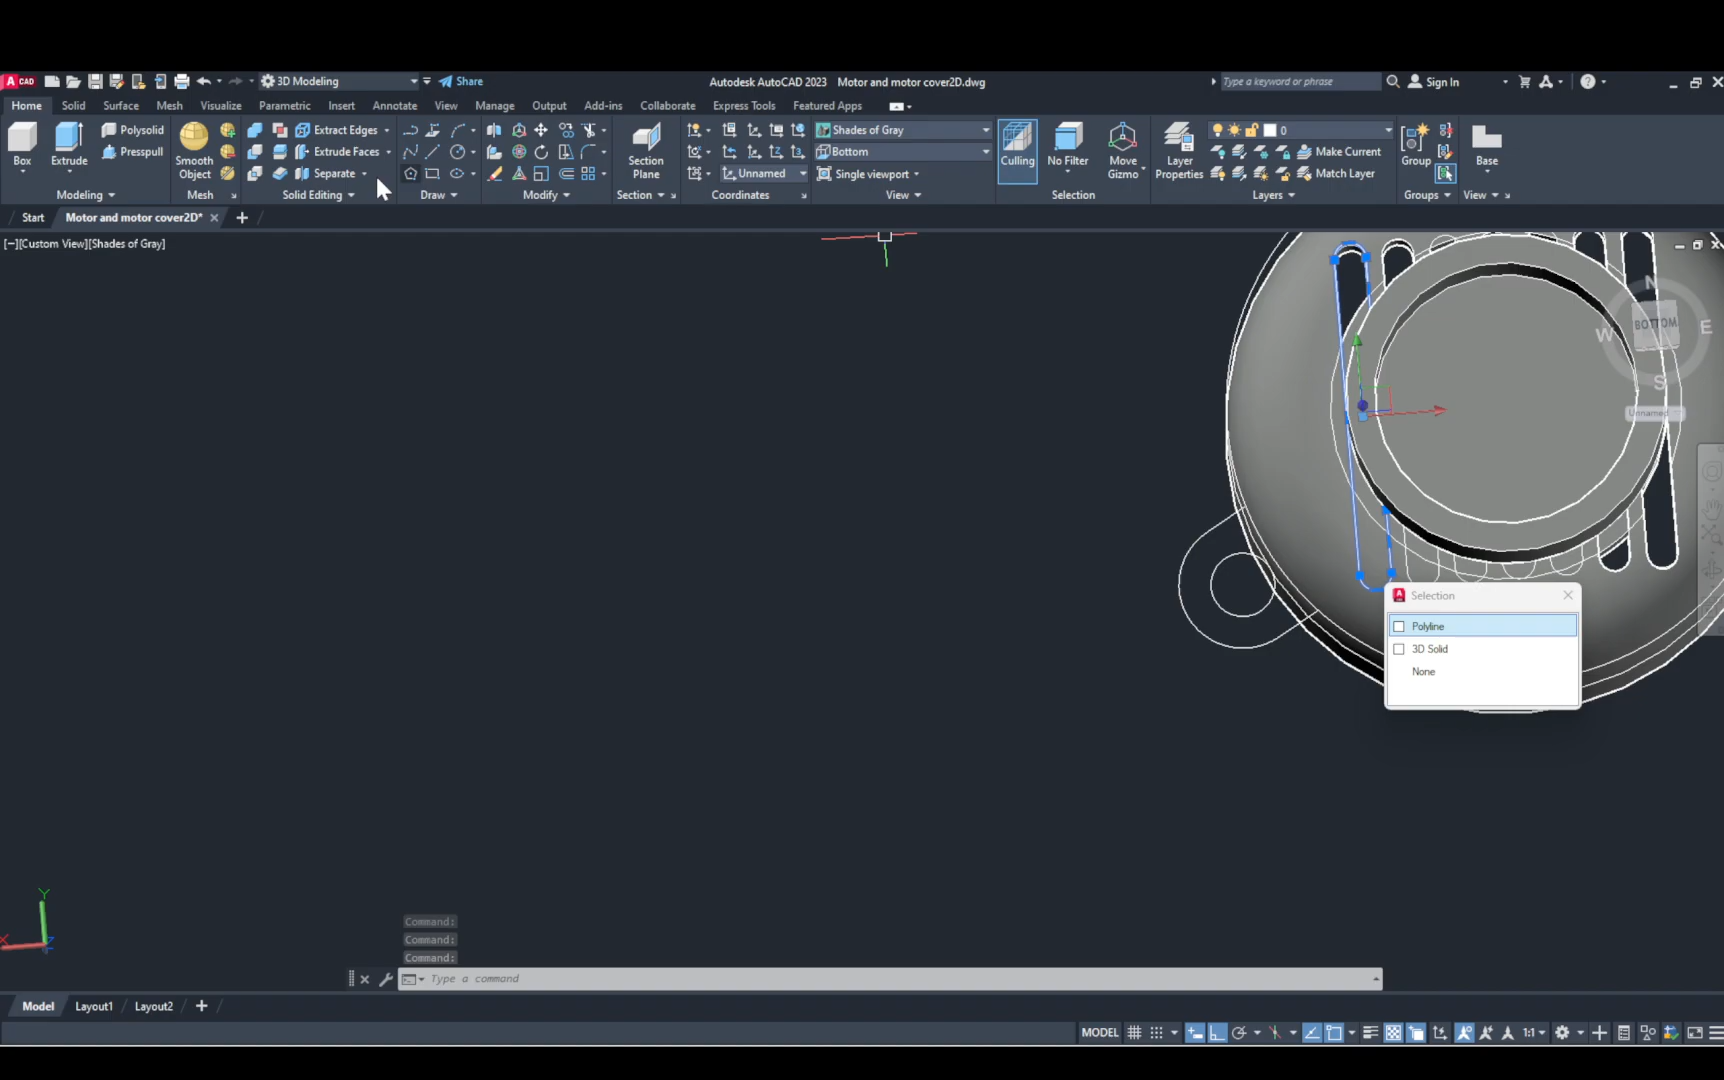 A CAD
3D Modeling
Share
Autodesk AutoCAD 2023 Motor and motor cover2D.dwg
Type a keyword or phrase
Sign In
Home Solid Surface Mesh Visualize Parametric Insert Annotate View Manage Output Add-ins Collaborate Express Tools Featured Apps
Box
Extrude
Polysolid
Presspull
Modeling
Smooth
Object
Mesh
Extract Edges
Extrude Faces
Separate
Solid Editing
Draw
Modify
Section
Plane
Section
Unnamed
Coordinates
Shades of Gray
Bottom
Single viewport
View
Culling
No Filter
Move
Gizmo
Selection
Layer
Properties
0
Make Current
Match Layer
Layers
Group
Groups
Base
View
Start
Motor and motor cover2D*
[−][Custom View][Shades of Gray]
N
W
BOTTOM
E
S
Unnamed
Selection
Polyline
3D Solid
None
Y
X
Z
Command:
Command:
Command:
Type a command
Model Layout1 Layout2
MODEL
1:1